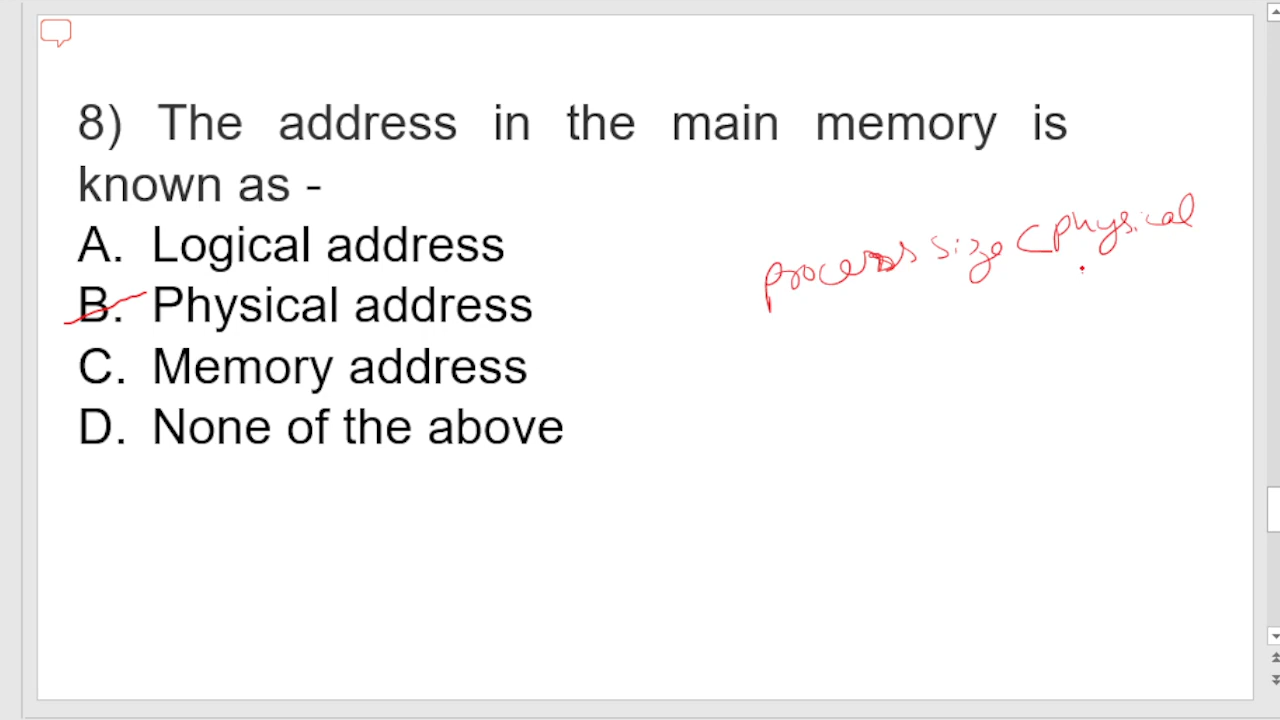 8) The address in the main memory is
known as -
A. Logical address
B. Physical address
C. Memory address
D. None of the above
process size < physical